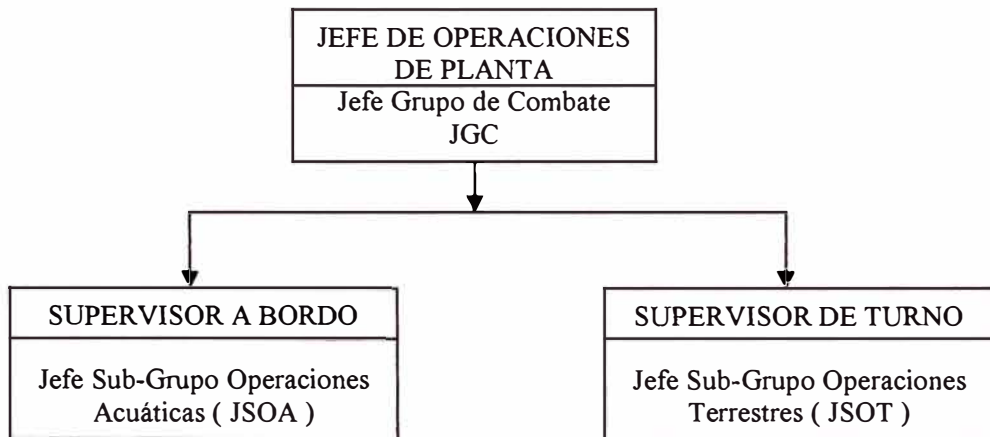 JEFE DE OPERACIONES
DE PLANTA
Jefe Grupo de Combate
JGC
SUPERVISOR A BORDO
Jefe Sub-Grupo Operaciones
Acuáticas ( JSOA )
SUPERVISOR DE TURNO
Jefe Sub-Grupo Operaciones
Terrestres ( JSOT )